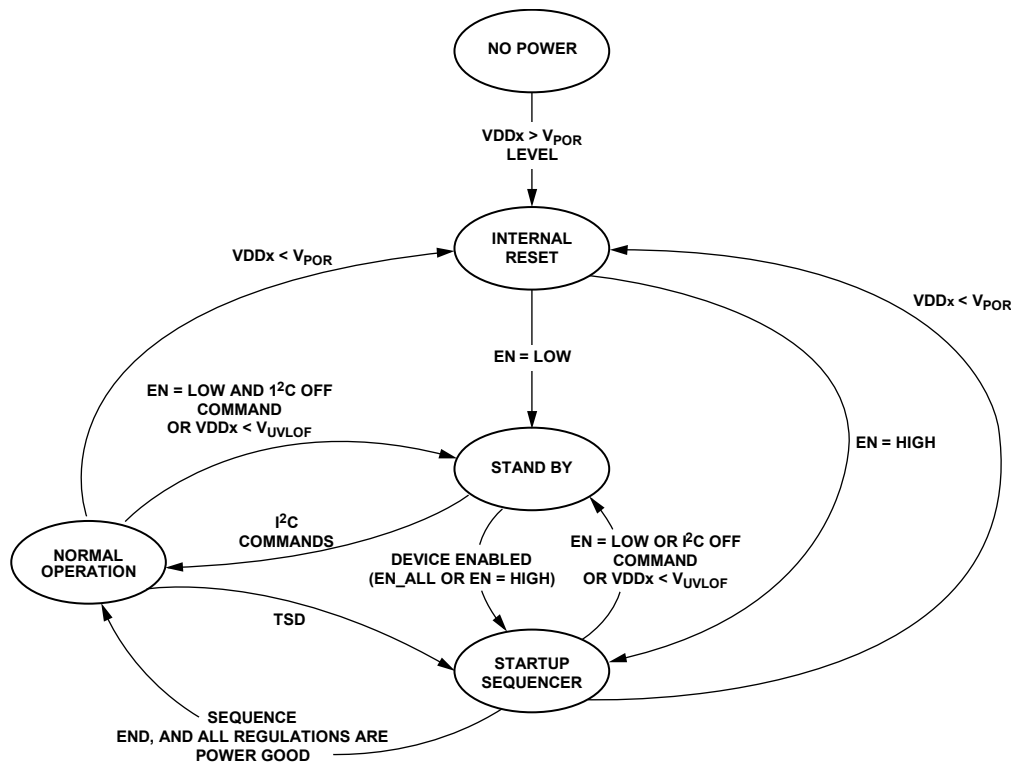 NO POWER
VDDx > VPOR
LEVEL
INTERNAL
RESET
VDDx < VPOR
VDDx < VPOR
EN = LOW
EN = LOW AND 1²C OFF
COMMAND
OR VDDx < VUVLOF
EN = HIGH
STAND BY
I²C
COMMANDS
EN = LOW OR I²C OFF
COMMAND
OR VDDx < VUVLOF
DEVICE ENABLED
(EN_ALL OR EN = HIGH)
NORMAL
OPERATION
TSD
STARTUP
SEQUENCER
SEQUENCE
END, AND ALL REGULATIONS ARE
POWER GOOD